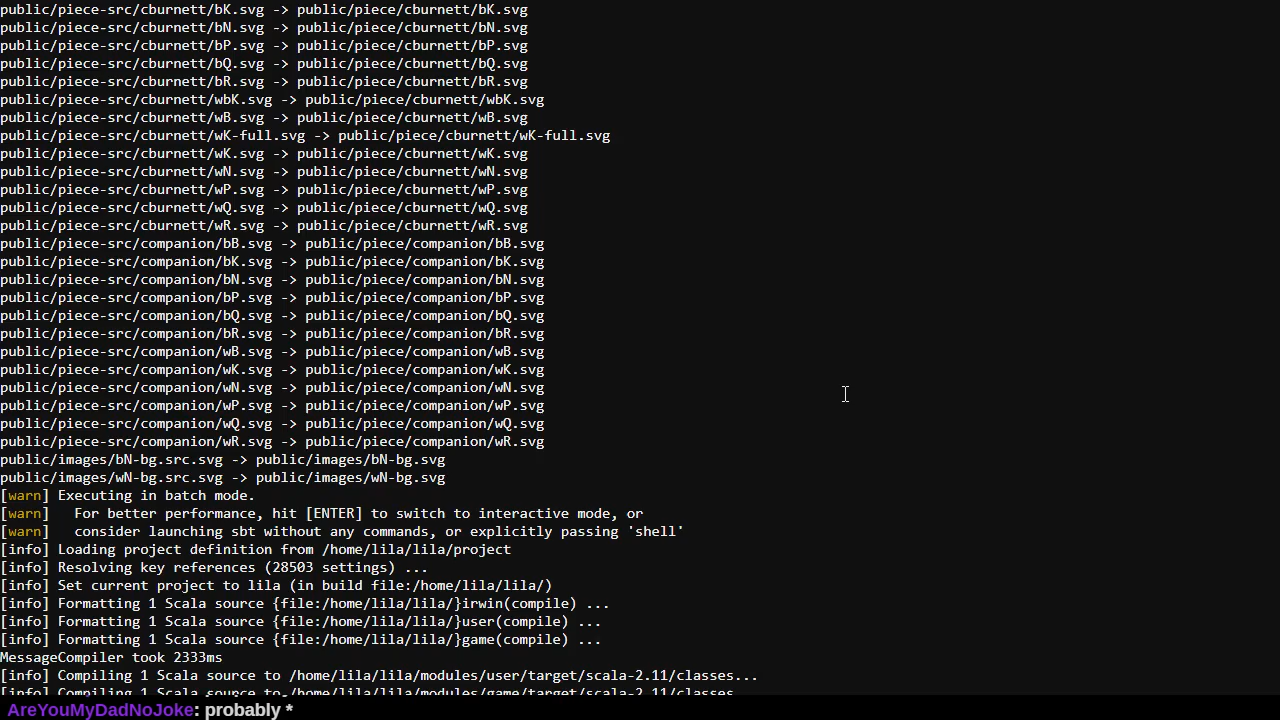 public/piece-src/cburnett/bK.svg -> public/piece/cburnett/bK.svg
public/piece-src/cburnett/bN.svg -> public/piece/cburnett/bN.svg
public/piece-src/cburnett/bP.svg -> public/piece/cburnett/bP.svg
public/piece-src/cburnett/bQ.svg -> public/piece/cburnett/bQ.svg
public/piece-src/cburnett/bR.svg -> public/piece/cburnett/bR.svg
public/piece-src/cburnett/wbK.svg -> public/piece/cburnett/wbK.svg
public/piece-src/cburnett/wB.svg -> public/piece/cburnett/wB.svg
public/piece-src/cburnett/wK-full.svg -> public/piece/cburnett/wK-full.svg
public/piece-src/cburnett/wK.svg -> public/piece/cburnett/wK.svg
public/piece-src/cburnett/wN.svg -> public/piece/cburnett/wN.svg
public/piece-src/cburnett/wP.svg -> public/piece/cburnett/wP.svg
public/piece-src/cburnett/wQ.svg -> public/piece/cburnett/wQ.svg
public/piece-src/cburnett/wR.svg -> public/piece/cburnett/wR.svg
public/piece-src/companion/bB.svg -> public/piece/companion/bB.svg
public/piece-src/companion/bK.svg -> public/piece/companion/bK.svg
public/piece-src/companion/bN.svg -> public/piece/companion/bN.svg
public/piece-src/companion/bP.svg -> public/piece/companion/bP.svg
public/piece-src/companion/bQ.svg -> public/piece/companion/bQ.svg
public/piece-src/companion/bR.svg -> public/piece/companion/bR.svg
public/piece-src/companion/wB.svg -> public/piece/companion/wB.svg
public/piece-src/companion/wK.svg -> public/piece/companion/wK.svg
public/piece-src/companion/wN.svg -> public/piece/companion/wN.svg
public/piece-src/companion/wP.svg -> public/piece/companion/wP.svg
public/piece-src/companion/wQ.svg -> public/piece/companion/wQ.svg
public/piece-src/companion/wR.svg -> public/piece/companion/wR.svg
public/images/bN-bg.src.svg -> public/images/bN-bg.svg
public/images/wN-bg.src.svg -> public/images/wN-bg.svg
[warn] Executing in batch mode.
[warn]   For better performance, hit [ENTER] to switch to interactive mode, or
[warn]   consider launching sbt without any commands, or explicitly passing 'shell'
[info] Loading project definition from /home/lila/lila/project
[info] Resolving key references (28503 settings) ...
[info] Set current project to lila (in build file:/home/lila/lila/)
[info] Formatting 1 Scala source {file:/home/lila/lila/}irwin(compile) ...
[info] Formatting 1 Scala source {file:/home/lila/lila/}user(compile) ...
[info] Formatting 1 Scala source {file:/home/lila/lila/}game(compile) ...
MessageCompiler took 2333ms
[info] Compiling 1 Scala source to /home/lila/lila/modules/user/target/scala-2.11/classes...
[info] Compiling 1 Scala source to /home/lila/lila/modules/game/target/scala-2.11/classes
AreYouMyDadNoJoke: probably *